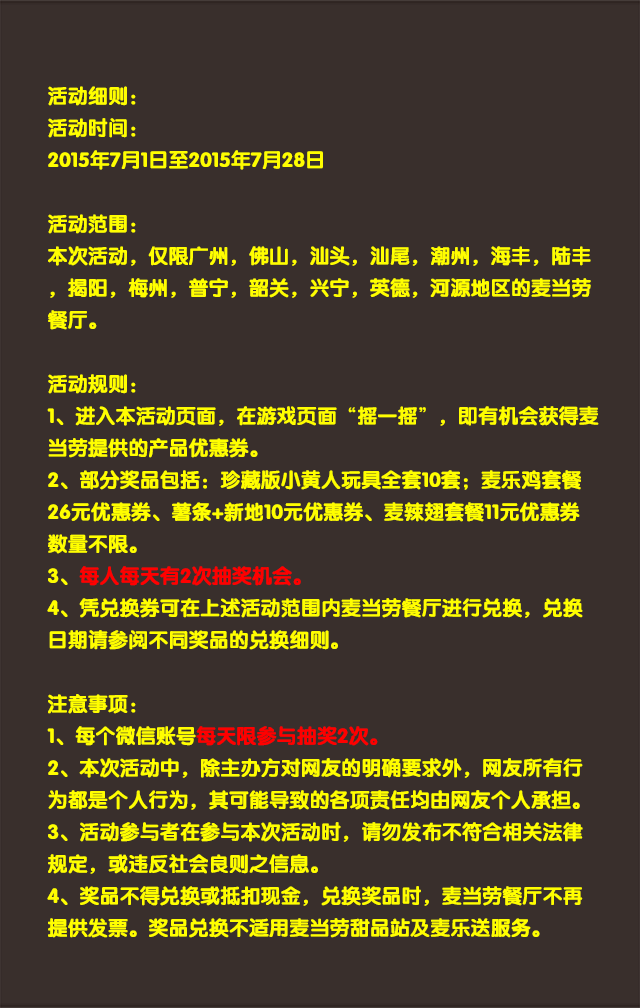 活动细则：
活动时间：
2015年7月1日至2015年7月28日
活动范围：
本次活动，仅限广州，佛山，汕头，汕尾，潮州，海丰，陆丰
，揭阳，梅州，普宁，韶关，兴宁，英德，河源地区的麦当劳
餐厅。
活动规则：
1、进入本活动页面，在游戏页面“摇一摇”，即有机会获得麦
当劳提供的产品优惠券。
2、部分奖品包括：珍藏版小黄人玩具全套10套；麦乐鸡套餐
26元优惠券、薯条+新地10元优惠券、麦辣翅套餐11元优惠券
数量不限。
3、每人每天有2次抽奖机会。
4、凭兑换券可在上述活动范围内麦当劳餐厅进行兑换，兑换
日期请参阅不同奖品的兑换细则。
注意事项：
1、每个微信账号每天限参与抽奖2次。
2、本次活动中，除主办方对网友的明确要求外，网友所有行
为都是个人行为，其可能导致的各项责任均由网友个人承担。
3、活动参与者在参与本次活动时，请勿发布不符合相关法律
规定，或违反社会良则之信息。
4、奖品不得兑换或抵扣现金，兑换奖品时，麦当劳餐厅不再
提供发票。奖品兑换不适用麦当劳甜品站及麦乐送服务。